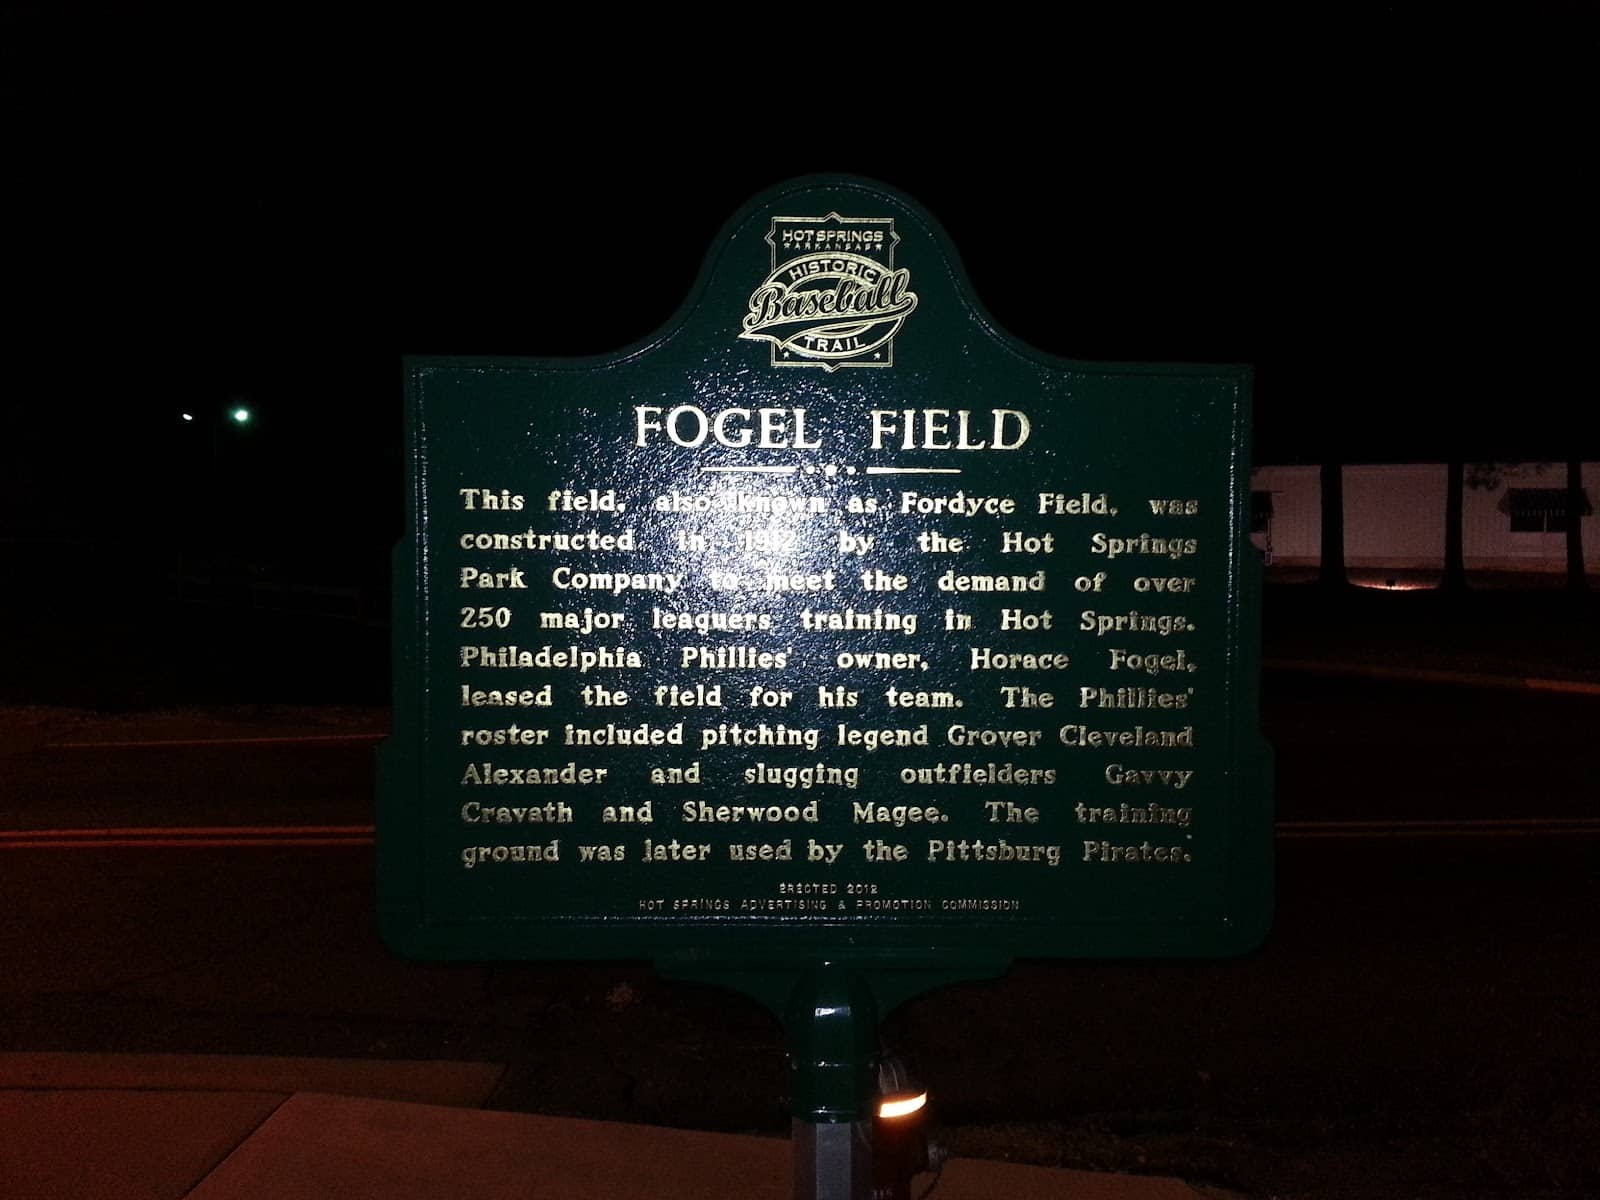 HOT SPRINGS
ARKANSAS
HISTORIC
Baseball
TRAIL
FOGEL FIELD
This field, also known as Fordyce Field, was
constructed in 1912 by the Hot Springs
Park Company to meet the demand of over
250 major leaguers training in Hot Springs.
Philadelphia Phillies' owner, Horace Fogel,
leased the field for his team. The Phillies'
roster included pitching legend Grover Cleveland
Alexander and slugging outfielders Gavvy
Cravath and Sherwood Magee. The training
ground was later used by the Pittsburg Pirates.
ERECTED 2012
HOT SPRINGS ADVERTISING & PROMOTION COMMISSION